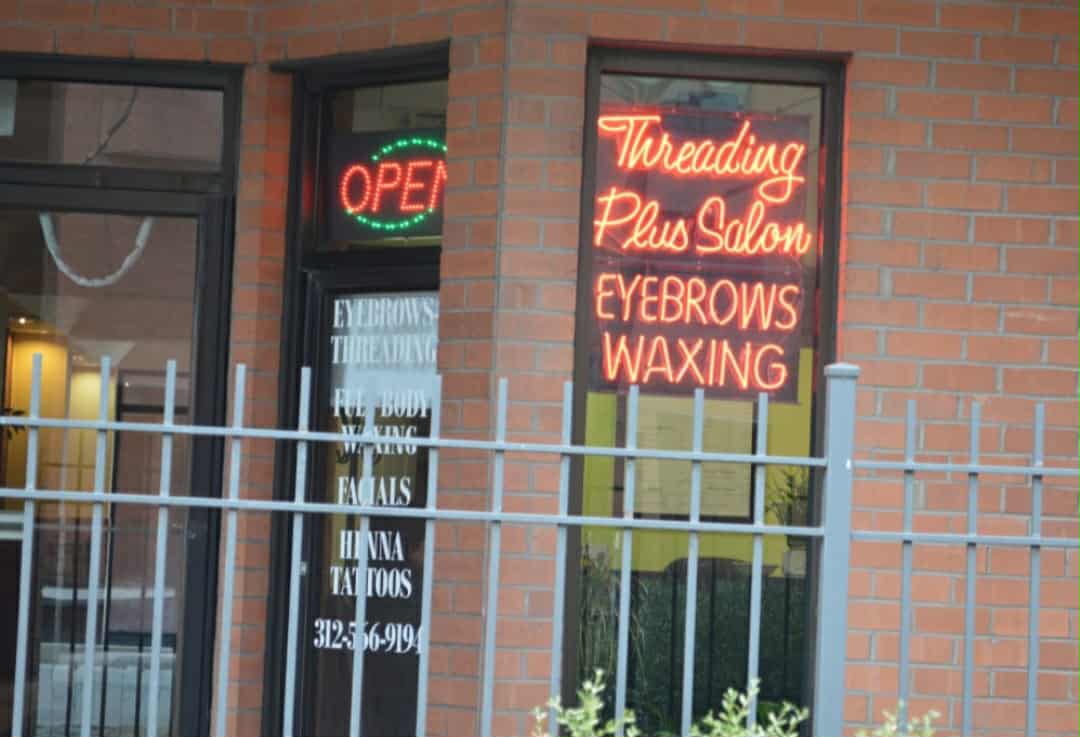 OPEN
EYEBROWS-
THREADING
FULL BODY
WAXING
FACIALS
HENNA
TATTOOS
312-566-9194
Threading
Plus Salon
EYEBROWS
WAXING